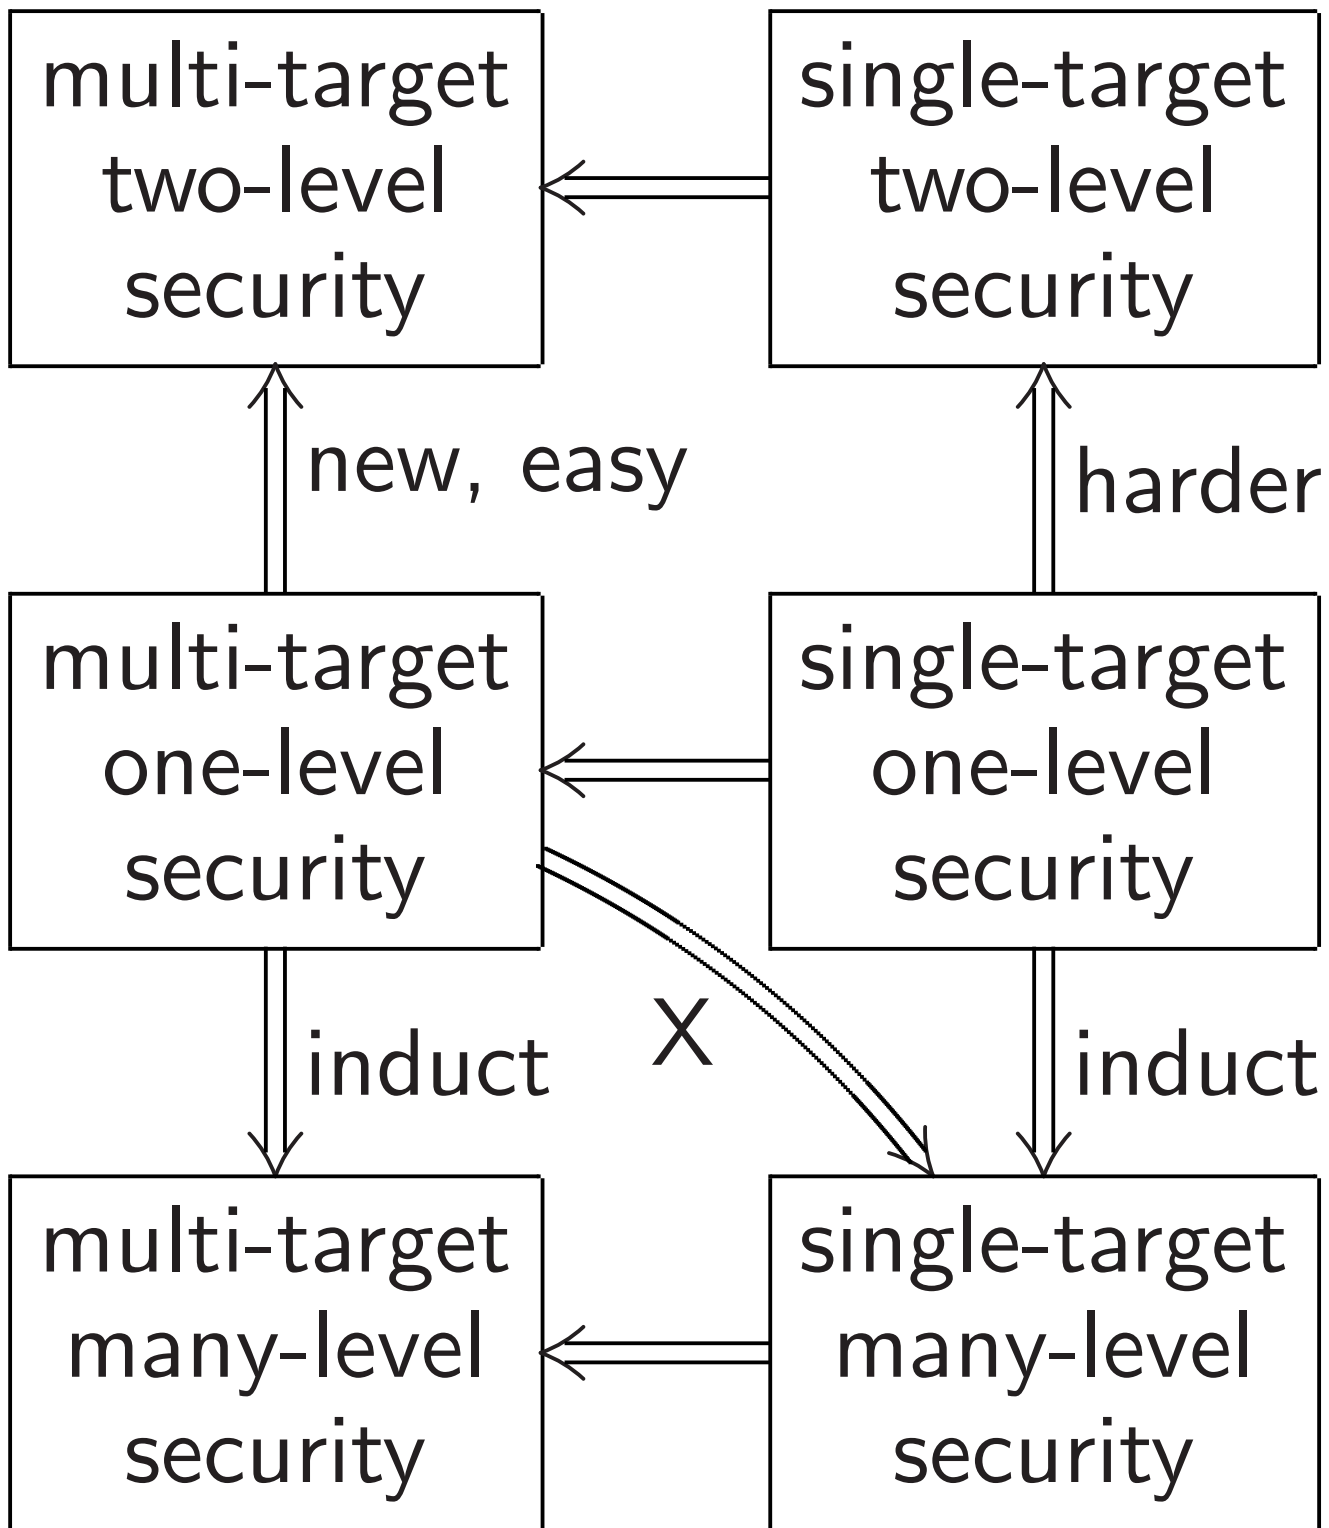 multi-target
two-level
security
single-target
two-level
security
new, easy
harder
multi-target
one-level
security
single-target
one-level
security
induct
X
induct
multi-target
many-level
security
single-target
many-level
security